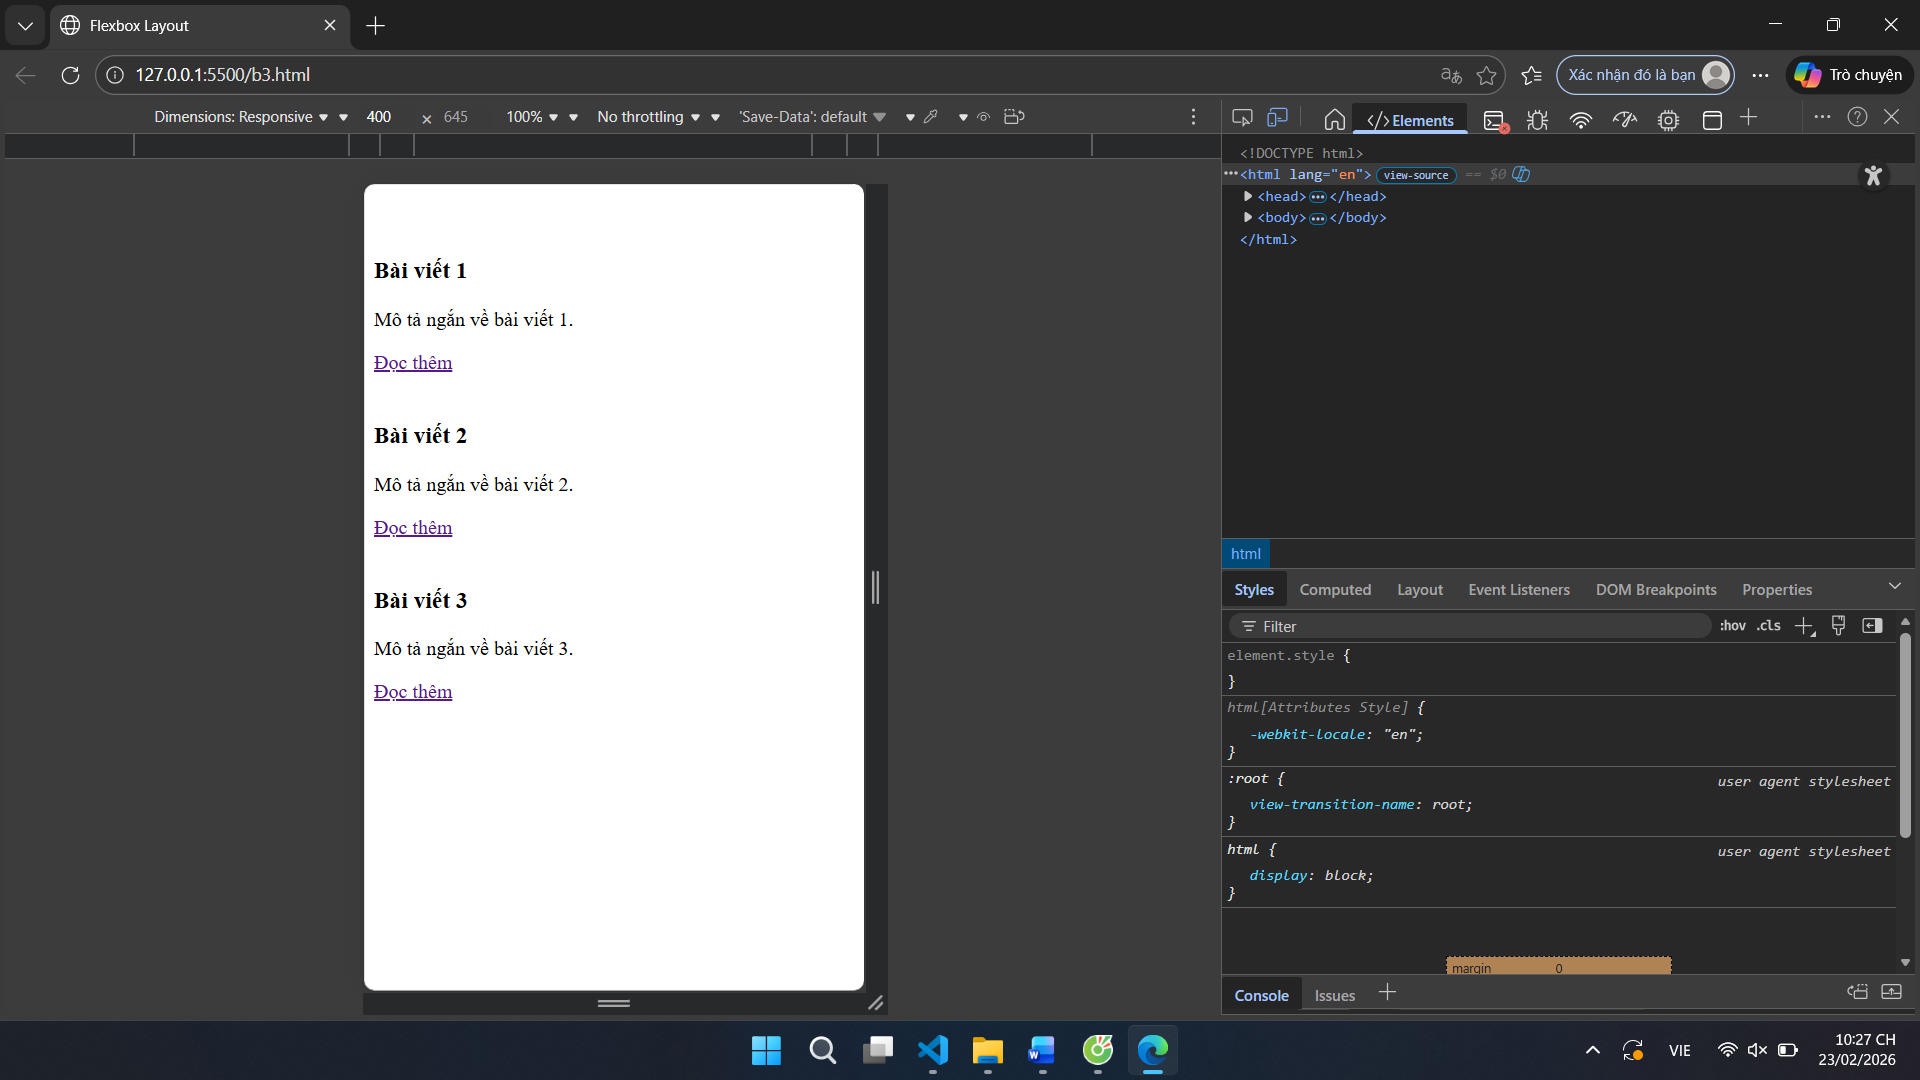 Flexbox Layout
127.0.0.1:5500/b3.html
Xác nhận đó là bạn
Trò chuyện
Dimensions: Responsive
400
×
645
100%
No throttling
'Save-Data': default
</> Elements
<!DOCTYPE html>
<html lang="en"> view-source == $0
<head> ••• </head>
<body> ••• </body>
</html>
Bài viết 1
Mô tả ngắn về bài viết 1.
Đọc thêm
Bài viết 2
Mô tả ngắn về bài viết 2.
Đọc thêm
Bài viết 3
Mô tả ngắn về bài viết 3.
Đọc thêm
html
Styles
Computed
Layout
Event Listeners
DOM Breakpoints
Properties
Filter
:hov
.cls
element.style {
}
html[Attributes Style] {
-webkit-locale: "en";
}
:root {
user agent stylesheet
view-transition-name: root;
}
html {
user agent stylesheet
display: block;
}
margin
0
Console
Issues
VIE
10:27 CH
23/02/2026